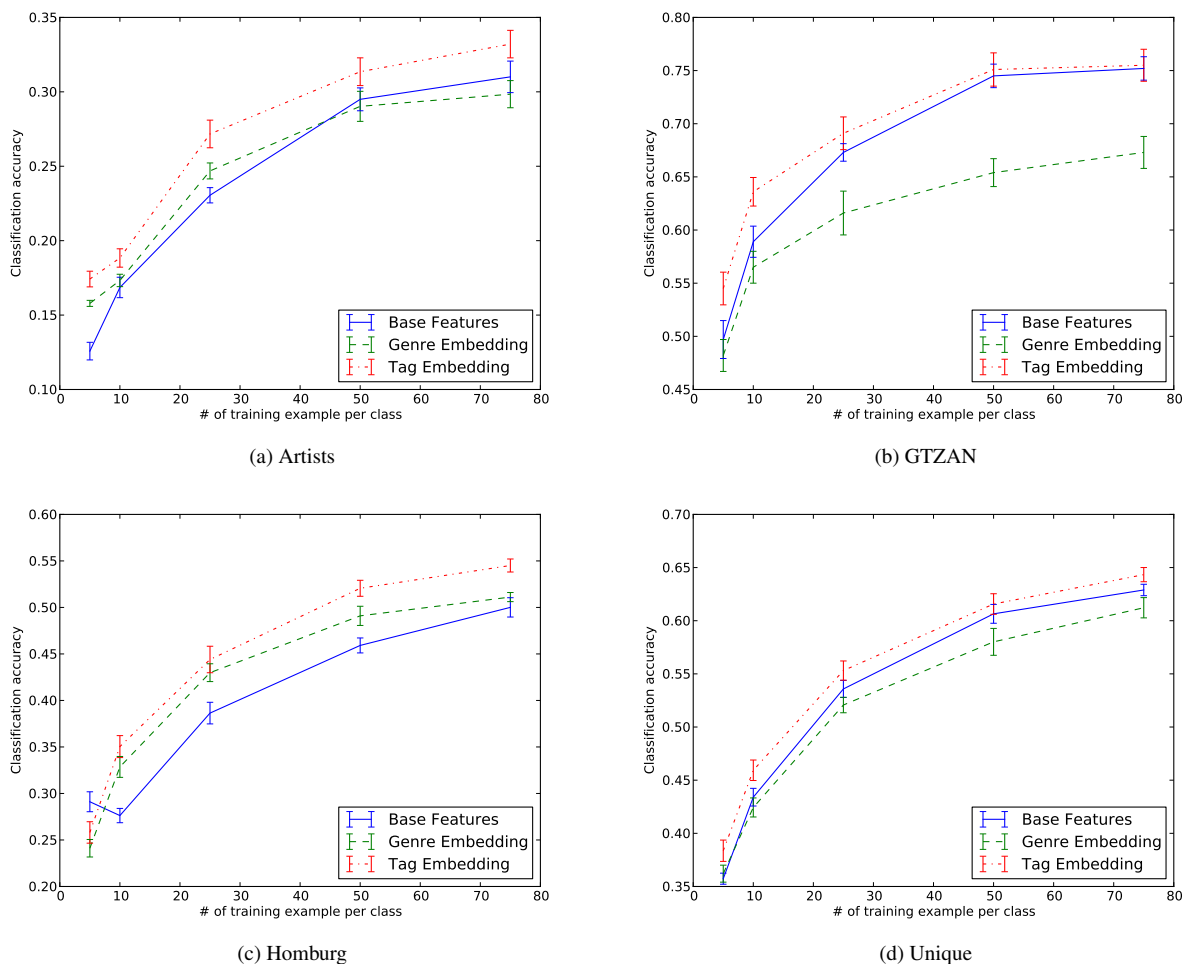 0.35
0.30
0.25
0.20
0.15
0.10
Classification accuracy
0 10 20 30 40 50 60 70 80
# of training example per class
Base Features
Genre Embedding
Tag Embedding
(a) Artists
0.80
0.75
0.70
0.65
0.60
0.55
0.50
0.45
Classification accuracy
0 10 20 30 40 50 60 70 80
# of training example per class
Base Features
Genre Embedding
Tag Embedding
(b) GTZAN
0.60
0.55
0.50
0.45
0.40
0.35
0.30
0.25
0.20
Classification accuracy
0 10 20 30 40 50 60 70 80
# of training example per class
Base Features
Genre Embedding
Tag Embedding
(c) Homburg
0.70
0.65
0.60
0.55
0.50
0.45
0.40
0.35
Classification accuracy
0 10 20 30 40 50 60 70 80
# of training example per class
Base Features
Genre Embedding
Tag Embedding
(d) Unique